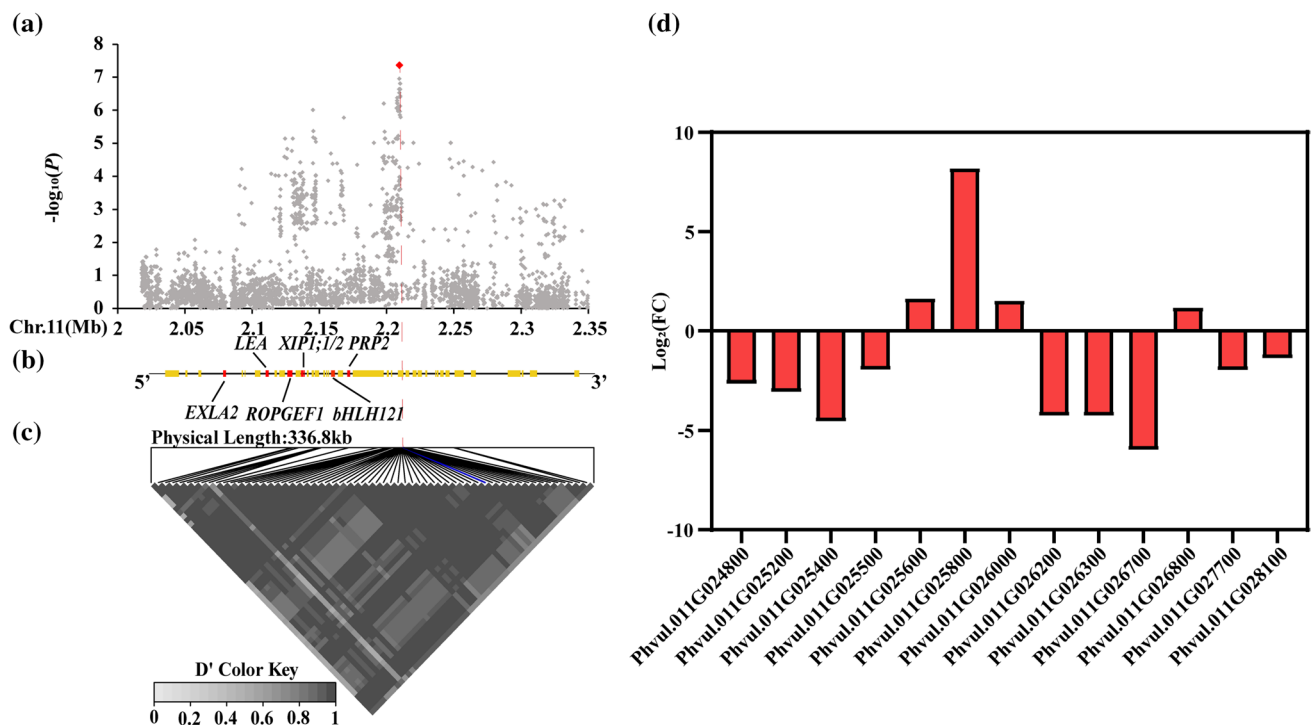 (a)
8
7
6
5
4
3
2
1
0
-log₁₀(P)
Chr.11(Mb)
2 2.05 2.1 2.15 2.2 2.25 2.3 2.35
(b)
LEA XIP1;1/2 PRP2
5’ 3’
EXLA2 ROPGEF1 bHLH121
(c)
Physical Length:336.8kb
D' Color Key
0 0.2 0.4 0.6 0.8 1
(d)
10
5
0
-5
-10
Log₂(FC)
Phvul.011G024800
Phvul.011G025200
Phvul.011G025400
Phvul.011G025500
Phvul.011G025600
Phvul.011G025800
Phvul.011G026000
Phvul.011G026200
Phvul.011G026300
Phvul.011G026700
Phvul.011G026800
Phvul.011G027700
Phvul.011G028100